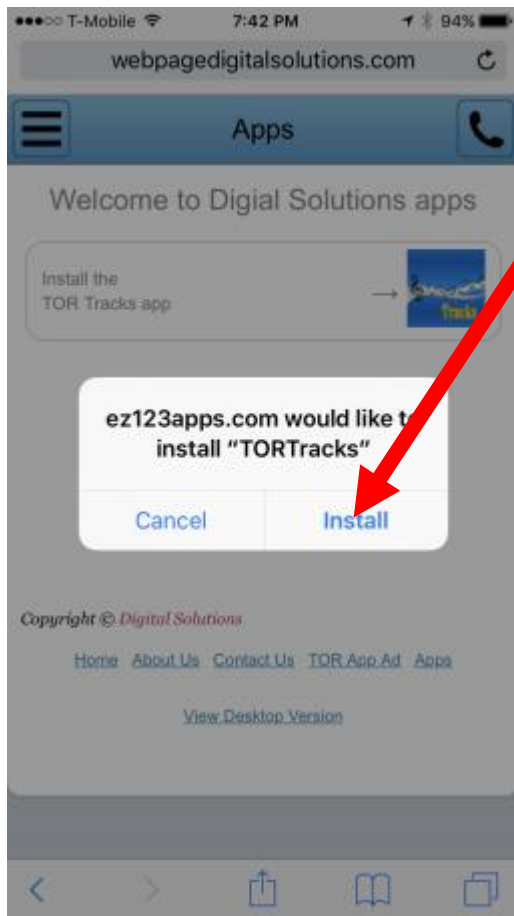 T-Mobile 7:42 PM 94%
webpagedigitalsolutions.com
Apps
Welcome to Digial Solutions apps
Install the
TOR Tracks app
Tracks
ez123apps.com would like to
install “TORTracks”
Cancel Install
Copyright © Digital Solutions
Home About Us Contact Us TOR App Ad Apps
View Desktop Version